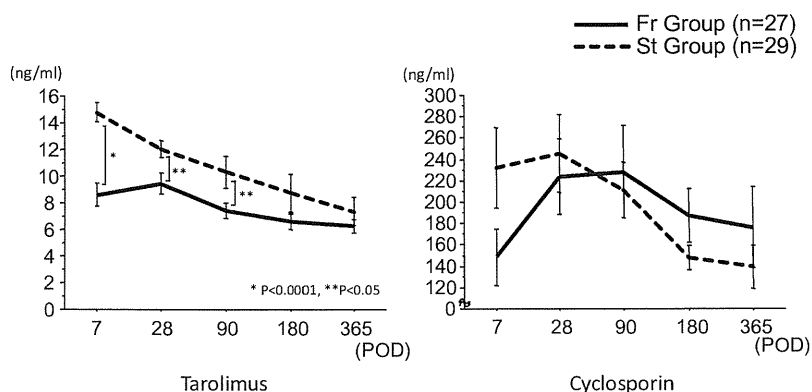 Fr Group (n=27)
St Group (n=29)
(ng/ml)
16
14
12
10
8
6
4
2
0
*
**
**
* P<0.0001, **P<0.05
7 28 90 180 365
(POD)
Tarolimus
(ng/ml)
300
280
260
240
220
200
180
160
140
0
7 28 90 180 365
(POD)
Cyclosporin